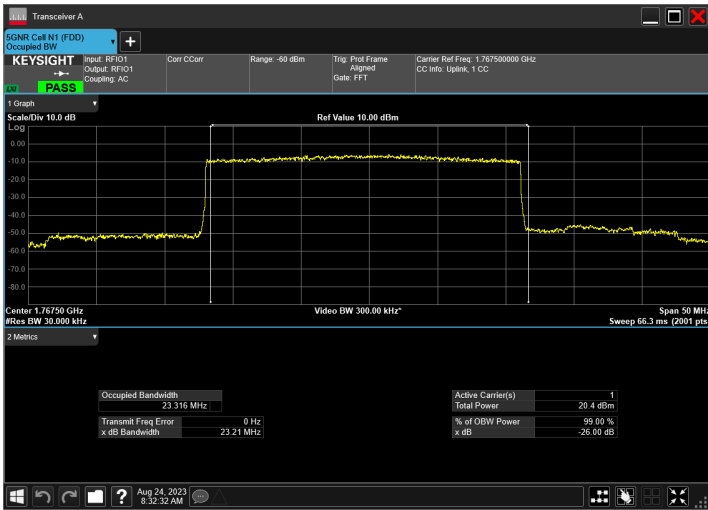 Transceiver A
5GNR Cell N1 (FDD)
Occupied BW
KEYSIGHT
LXI
PASS
Input: RFIO1
Output: RFIO1
Coupling: AC
Corr CCorr
Range: -60 dBm
Trig: Prot Frame
Aligned
Gate: FFT
Carrier Ref Freq: 1.767500000 GHz
CC Info: Uplink, 1 CC
1 Graph
Scale/Div 10.0 dB
Ref Value 10.00 dBm
Log
0.00
-10.0
-20.0
-30.0
-40.0
-50.0
-60.0
-70.0
-80.0
Center 1.76750 GHz
Video BW 300.00 kHz*
Span 50 MHz
#Res BW 30.000 kHz
Sweep 66.3 ms (2001 pts
2 Metrics
Occupied Bandwidth
23.316 MHz
Transmit Freq Error 0 Hz
x dB Bandwidth 23.21 MHz
Active Carrier(s) 1
Total Power 20.4 dBm
% of OBW Power 99.00 %
x dB -26.00 dB
?
Aug 24, 2023
8:32:32 AM